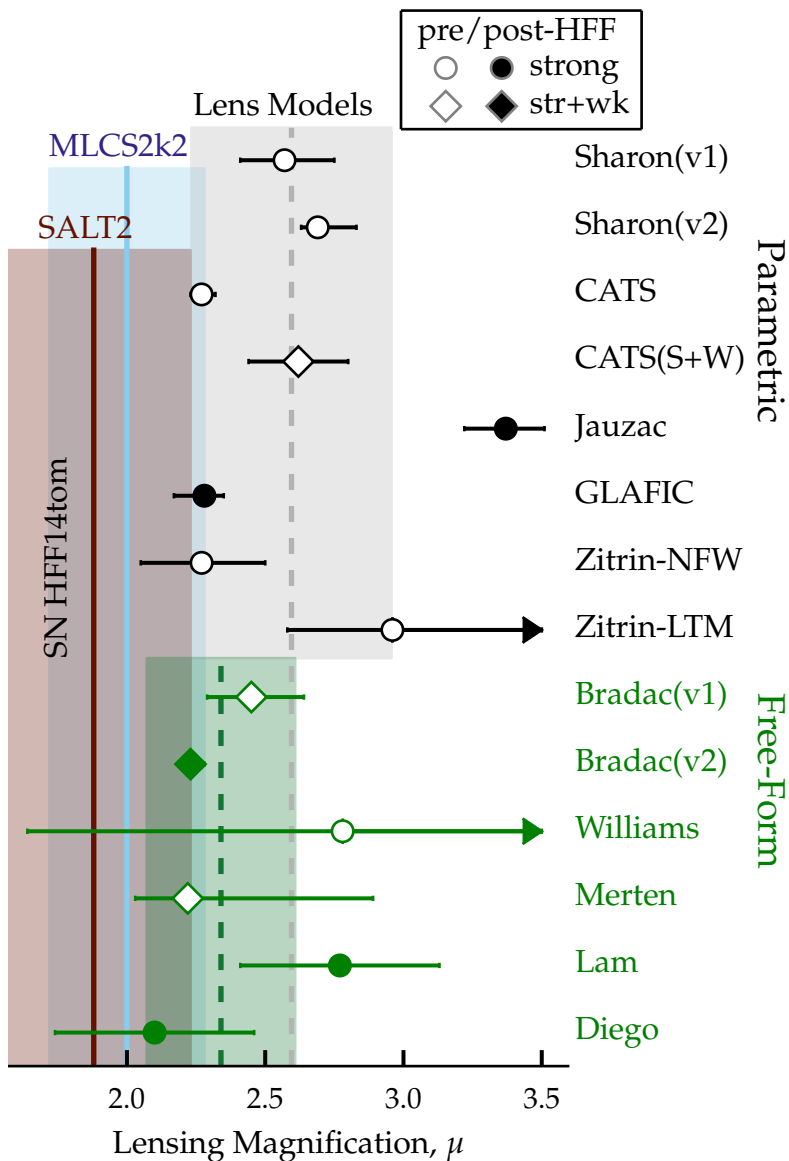 pre/post-HFF
strong
str+wk
Lens Models
MLCS2k2
SALT2
SN HFF14tom
Sharon(v1)
Sharon(v2)
CATS
CATS(S+W)
Jauzac
GLAFIC
Zitrin-NFW
Zitrin-LTM
Parametric
Bradac(v1)
Bradac(v2)
Williams
Merten
Lam
Diego
Free-Form
2.0 2.5 3.0 3.5
Lensing Magnification, μ